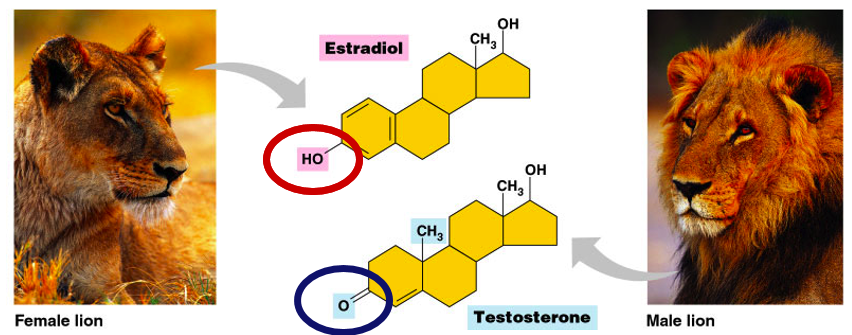 OH
CH₃
Estradiol
HO
OH
CH₃
CH₃
O
Testosterone
Female lion
Male lion